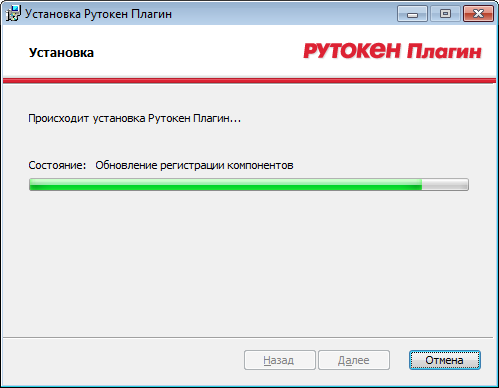 Установка Рутокен Плагин
Установка
РУТОКЕН Плагин
Происходит установка Рутокен Плагин...
Состояние: Обновление регистрации компонентов
Назад
Далее
Отмена